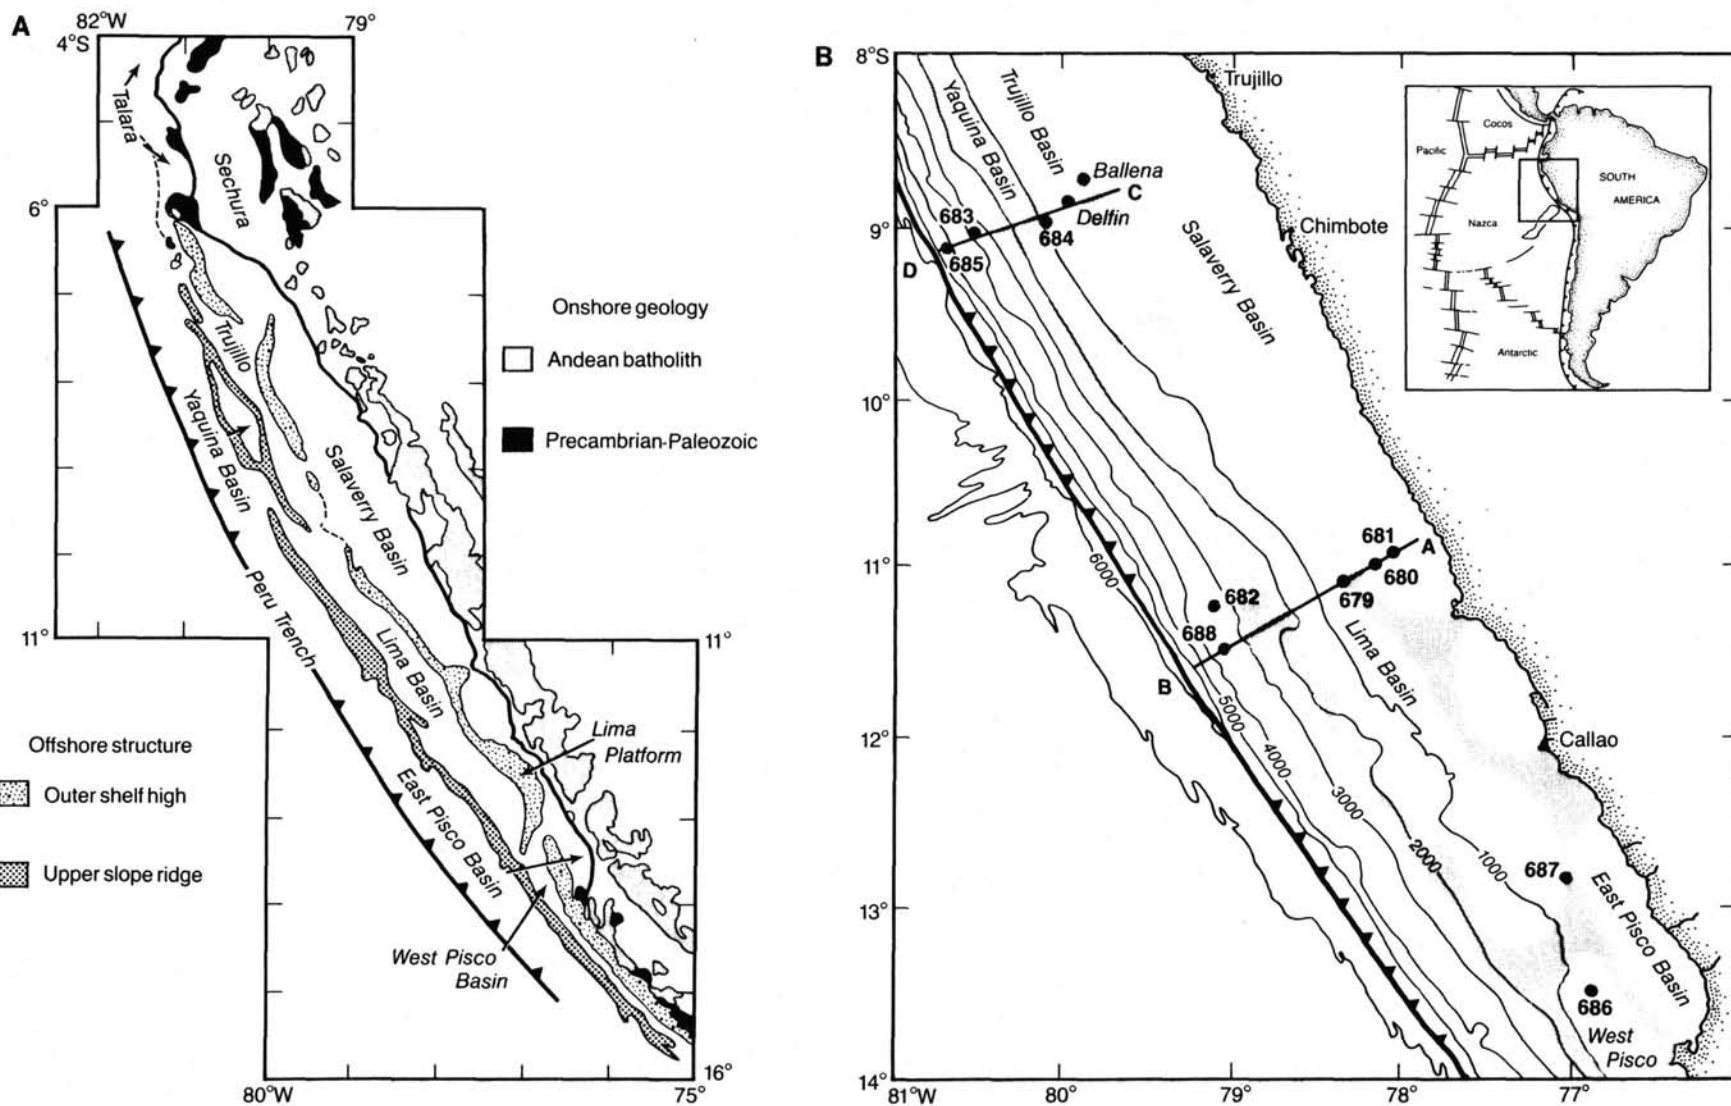 A
82°W
79°
4°S
Talara
Sechura
6°
Trujillo
Yaquina Basin
Salaverry Basin
Peru Trench
Lima Basin
11°
11°
Lima
Platform
East Pisco Basin
West Pisco
Basin
80°W
75°
16°
Onshore geology
Andean batholith
Precambrian-Paleozoic
Offshore structure
Outer shelf high
Upper slope ridge
B
8°S
Yaquina Basin
Trujillo Basin
Trujillo
Ballena
C
Delfin
683
684
685
9°
D
Salaverry Basin
Chimbote
Cocos
Pacific
SOUTH
AMERICA
Nazca
Antarctic
10°
6000
681
A
680
679
11°
682
688
Lima Basin
B
5000
4000
3000
2000
1000
12°
Callao
687
East Pisco Basin
13°
686
West
Pisco
14°
81°W
80°
79°
78°
77°